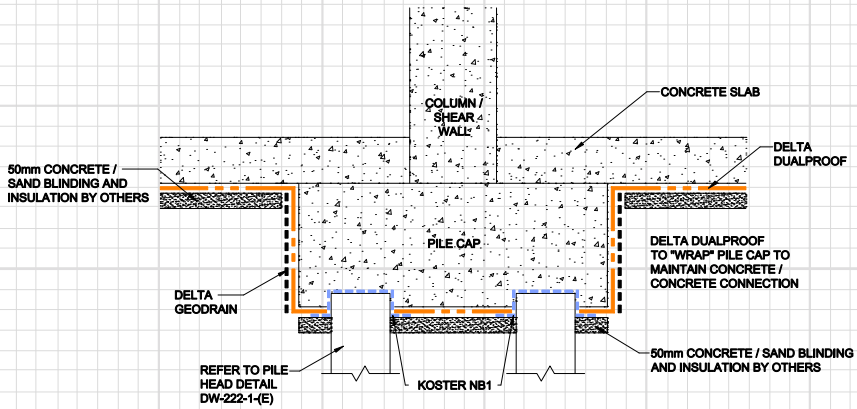 COLUMN /
SHEAR
WALL
CONCRETE SLAB
DELTA
DUALPROOF
50mm CONCRETE /
SAND BLINDING AND
INSULATION BY OTHERS
PILE CAP
DELTA DUALPROOF
TO "WRAP" PILE CAP TO
MAINTAIN CONCRETE /
CONCRETE CONNECTION
DELTA
GEODRAIN
50mm CONCRETE / SAND BLINDING
AND INSULATION BY OTHERS
REFER TO PILE
HEAD DETAIL
DW-222-1-(E)
KOSTER NB1